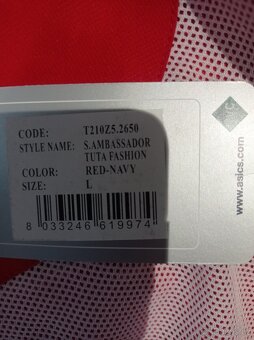 CODE: T210Z5.2650
STYLE NAME: S.AMBASSADOR
TUTA FASHION
COLOR: RED-NAVY
SIZE: L
8 033246 619974
www.asics.com